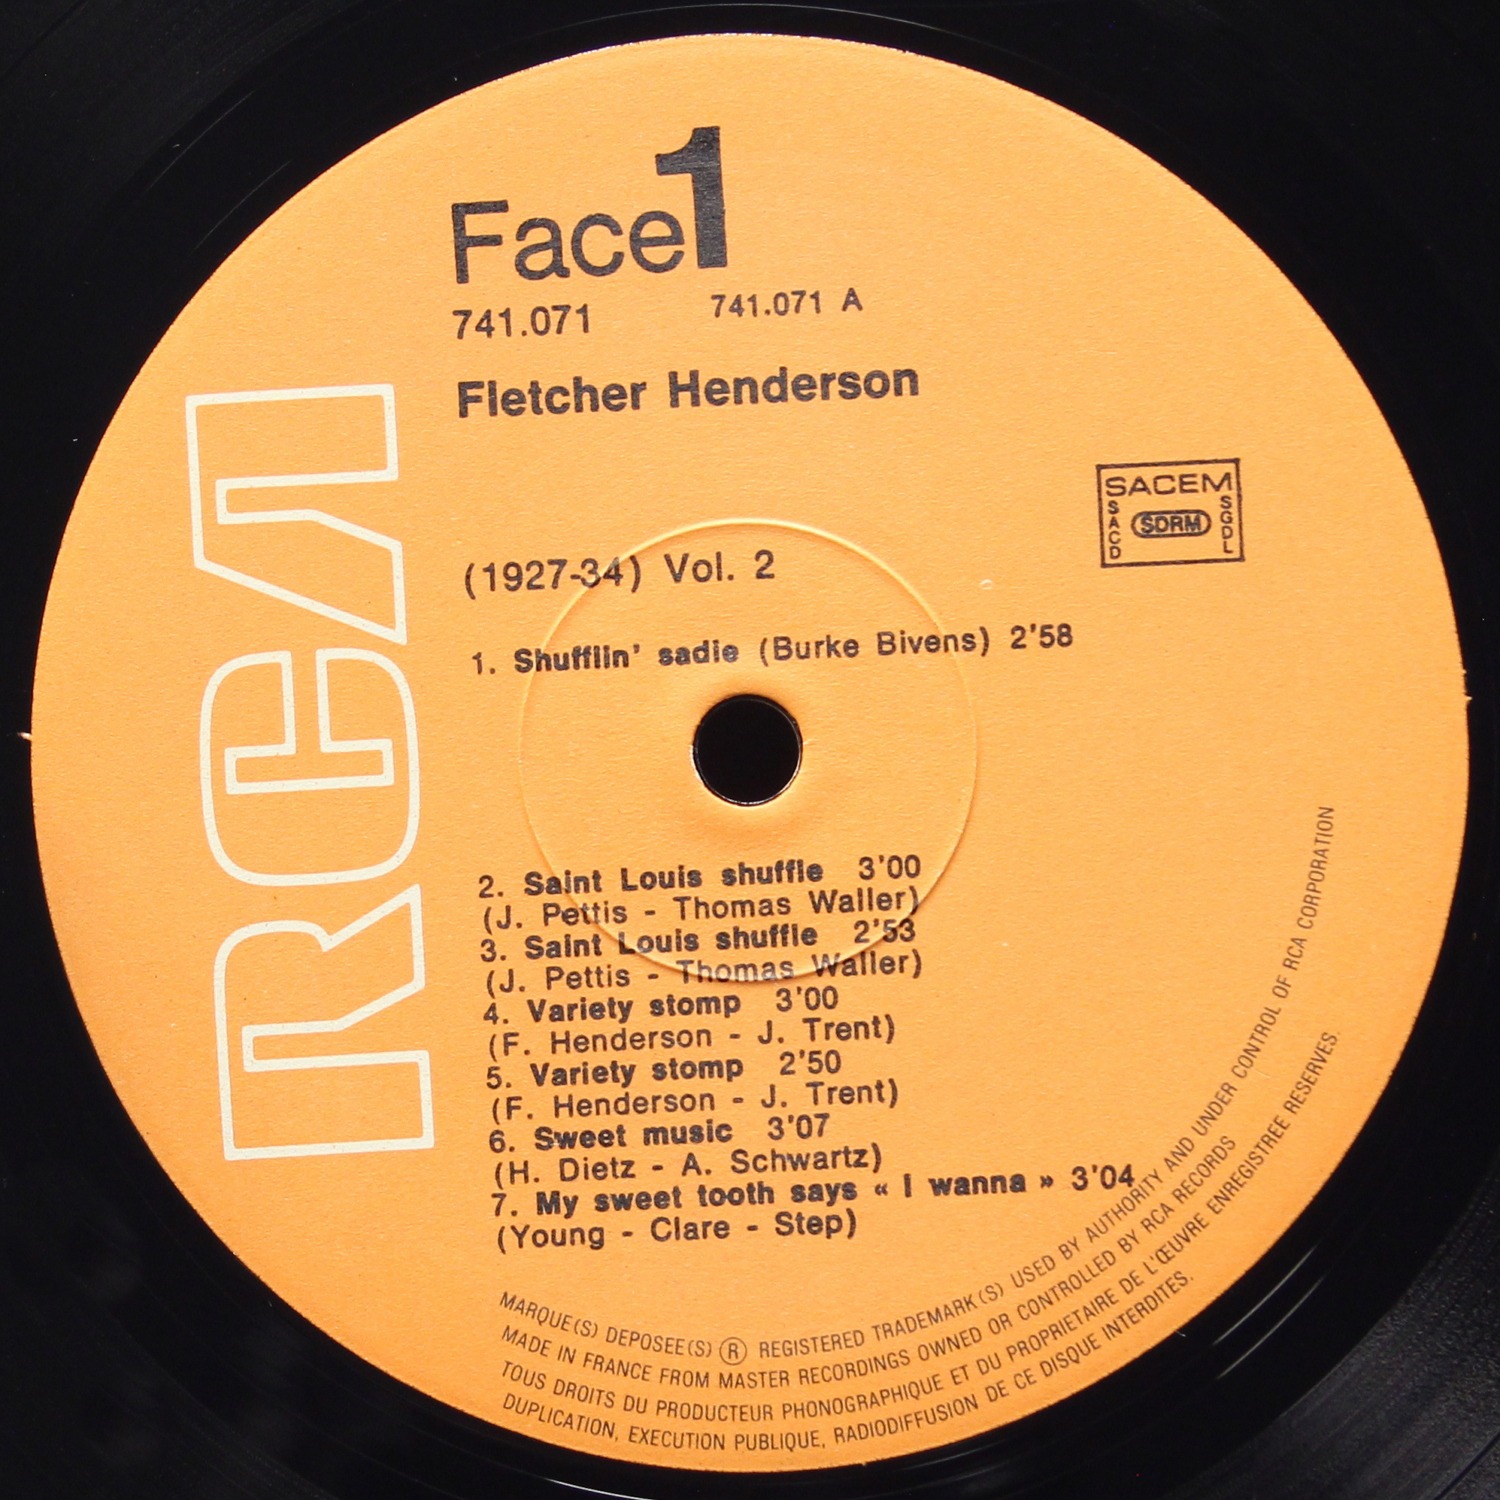 Face 1
741.071 741.071 A
Fletcher Henderson
RCA
SACEM
SACD
SDRM
SGDL
(1927-34) Vol. 2
1. Shufflin' sadie (Burke Bivens) 2'58
2. Saint Louis shuffle 3'00
(J. Pettis - Thomas Waller)
3. Saint Louis shuffle 2'53
(J. Pettis - Thomas Waller)
4. Variety stomp 3'00
(F. Henderson - J. Trent)
5. Variety stomp 2'50
(F. Henderson - J. Trent)
6. Sweet music 3'07
(H. Dietz - A. Schwartz)
7. My sweet tooth says « I wanna » 3'04
(Young - Clare - Step)
MARQUE(S) DEPOSEE(S) ® REGISTERED TRADEMARK(S) USED BY AUTHORITY AND UNDER CONTROL OF RCA CORPORATION
MADE IN FRANCE FROM MASTER RECORDINGS OWNED OR CONTROLLED BY RCA RECORDS
TOUS DROITS DU PRODUCTEUR PHONOGRAPHIQUE ET DU PROPRIETAIRE DE L'ŒUVRE ENREGISTREE RESERVES.
DUPLICATION, EXECUTION PUBLIQUE, RADIODIFFUSION DE CE DISQUE INTERDITES.